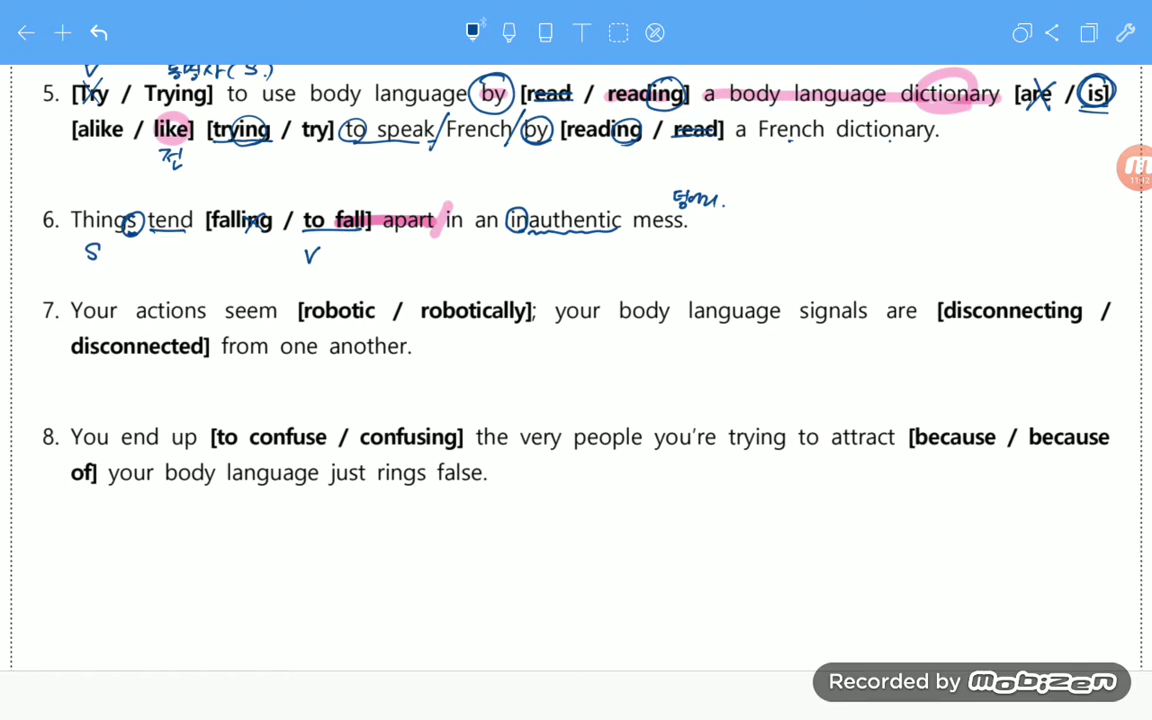 V 동명사(S.)
5. [Try / Trying] to use body language by [read / reading] a body language dictionary [are / is]
[alike / like] [trying / try] to speak/French/by [reading / read] a French dictionary.
전
덩어리.
6. Things tend [falling / to fall] apart in an inauthentic mess.
S V
7. Your actions seem [robotic / robotically]; your body language signals are [disconnecting /
disconnected] from one another.
8. You end up [to confuse / confusing] the very people you're trying to attract [because / because
of] your body language just rings false.
11:12
Recorded by mobizen